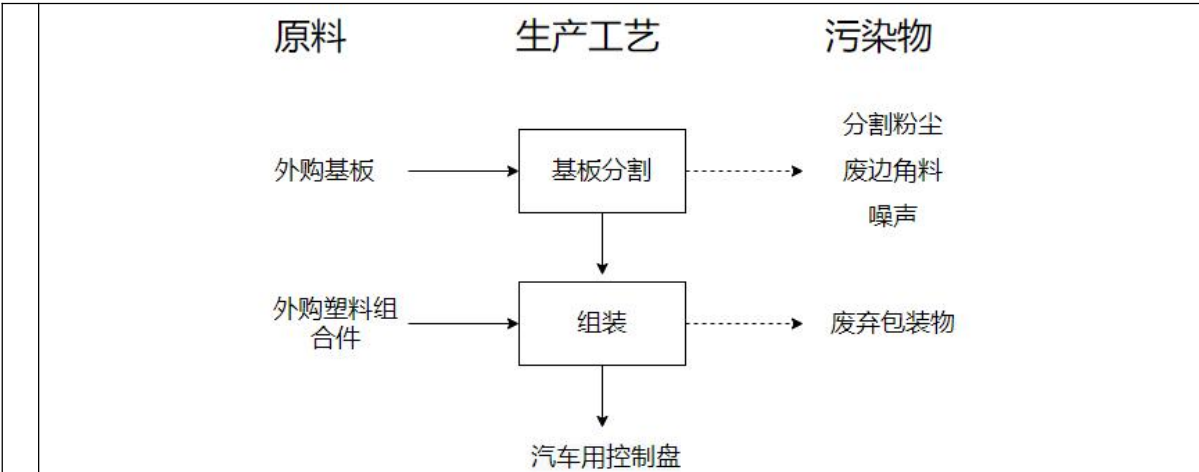 原料 生产工艺 污染物
分割粉尘
外购基板 基板分割 废边角料
噪声
外购塑料组
合件
组装 废弃包装物
汽车用控制盘